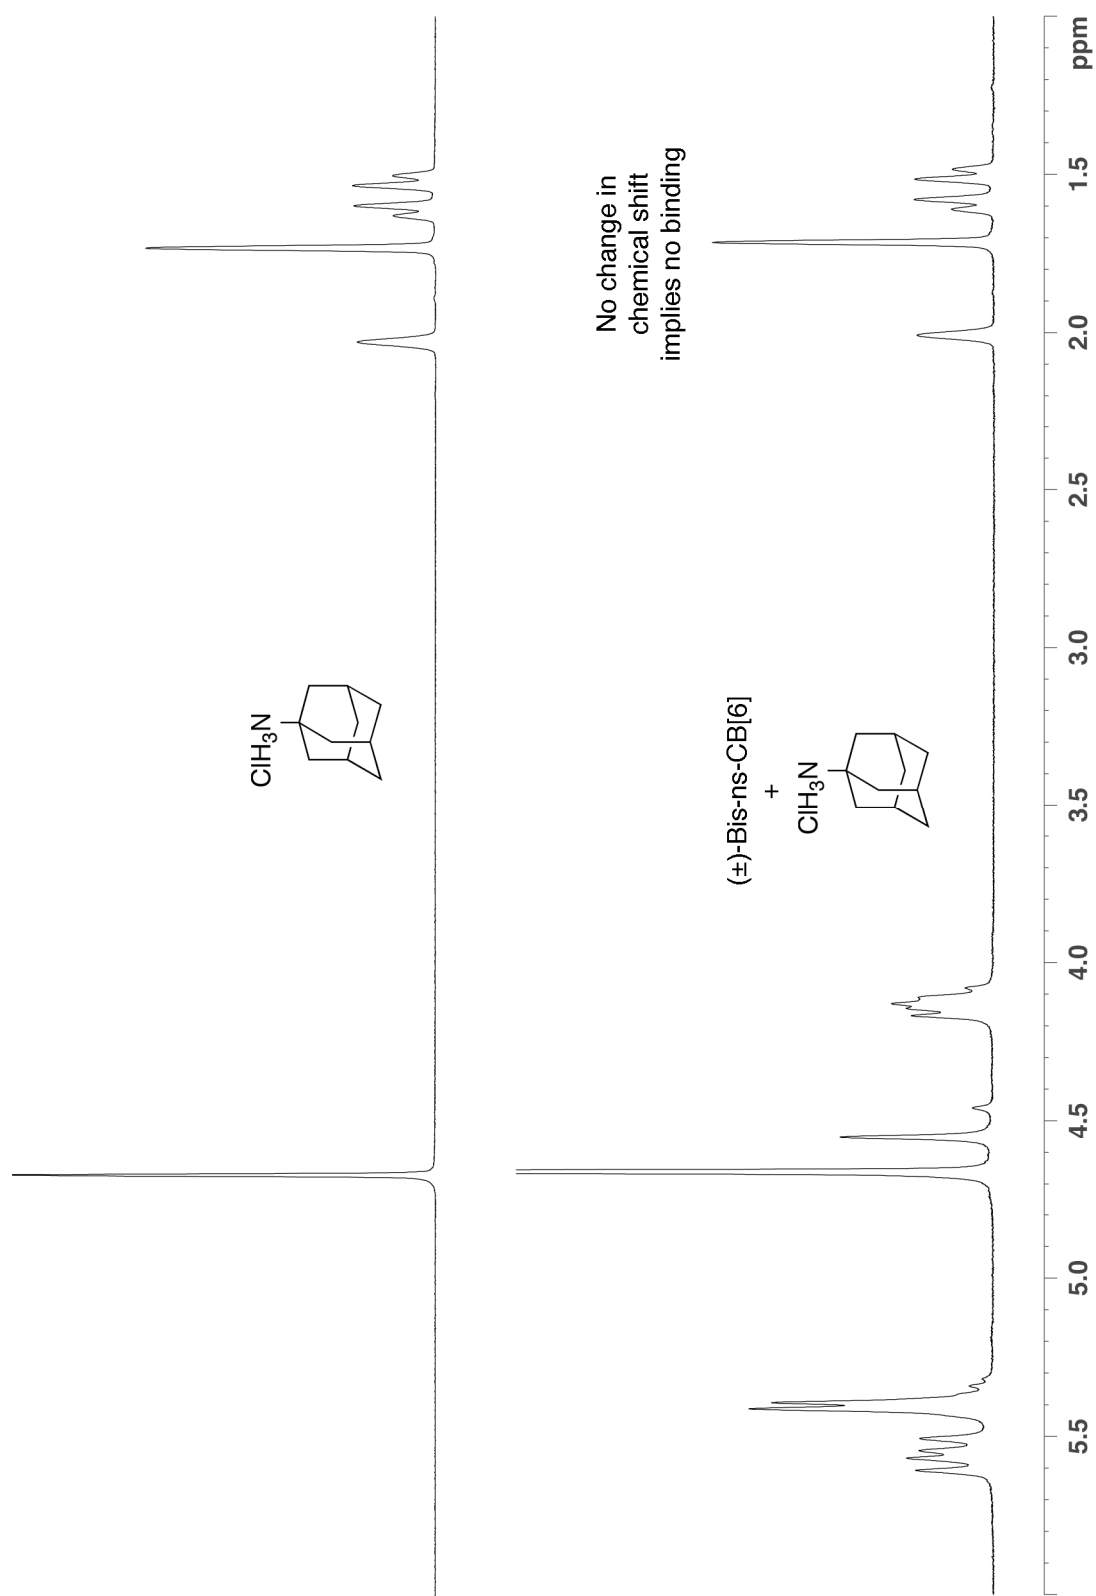 ClH₃N
No change in
chemical shift
implies no binding
(±)-Bis-ns-CB[6]
+
ClH₃N
5.5 5.0 4.5 4.0 3.5 3.0 2.5 2.0 1.5 ppm